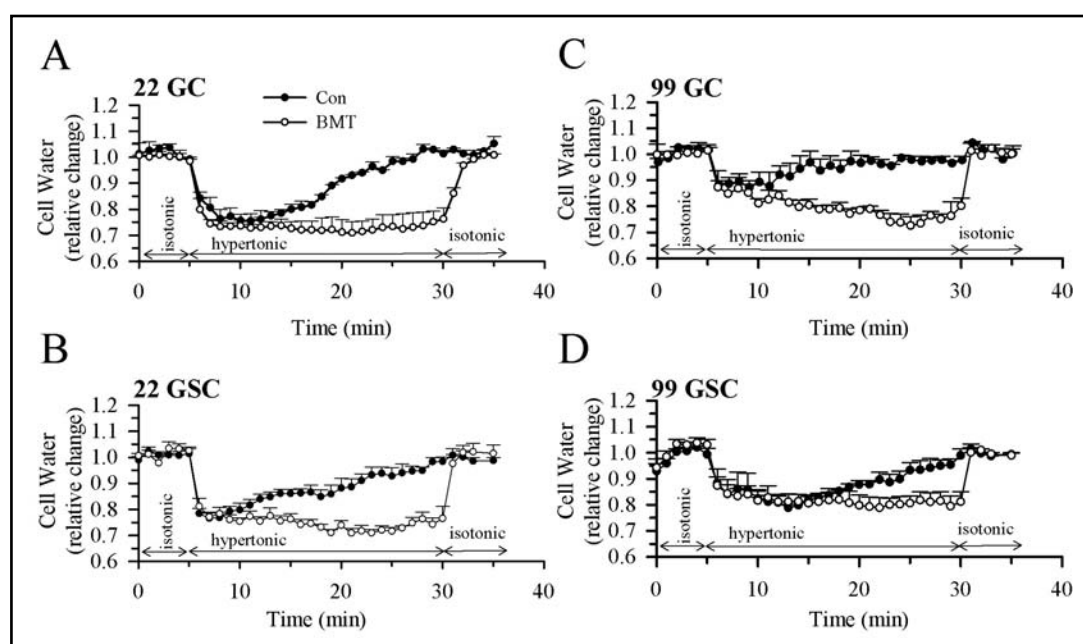 A
22 GC
Con
BMT
Cell Water
(relative change)
1.2
1.1
1.0
0.9
0.8
0.7
0.6
isotonic
hypertonic
isotonic
0 10 20 30 40
Time (min)
B
22 GSC
Cell Water
(relative change)
1.2
1.1
1.0
0.9
0.8
0.7
0.6
isotonic
hypertonic
isotonic
0 10 20 30 40
Time (min)
C
99 GC
Cell Water
(relative change)
1.2
1.1
1.0
0.9
0.8
0.7
0.6
isotonic
hypertonic
isotonic
0 10 20 30 40
Time (min)
D
99 GSC
Cell Water
(relative change)
1.2
1.1
1.0
0.9
0.8
0.7
0.6
isotonic
hypertonic
isotonic
0 10 20 30 40
Time (min)